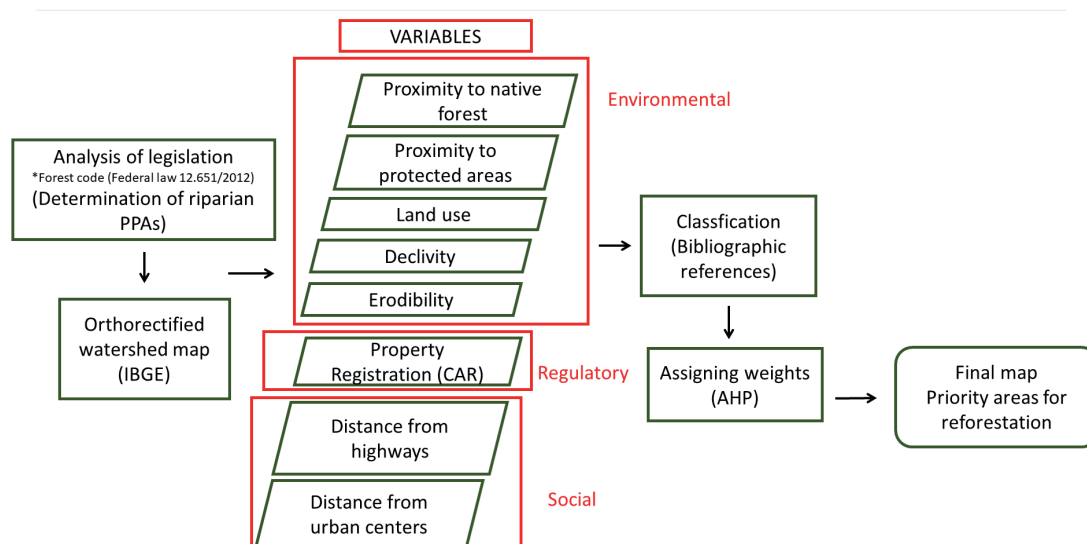 VARIABLES
Proximity to native
forest
Environmental
Proximity to
protected areas
Land use
Declivity
Erodibility
Analysis of legislation
*Forest code (Federal law 12.651/2012)
(Determination of riparian
PPAs)
Orthorectified
watershed map
(IBGE)
Property
Registration (CAR)
Regulatory
Distance from
highways
Distance from
urban centers
Social
Classfication
(Bibliographic
references)
Assigning weights
(AHP)
Final map
Priority areas for
reforestation